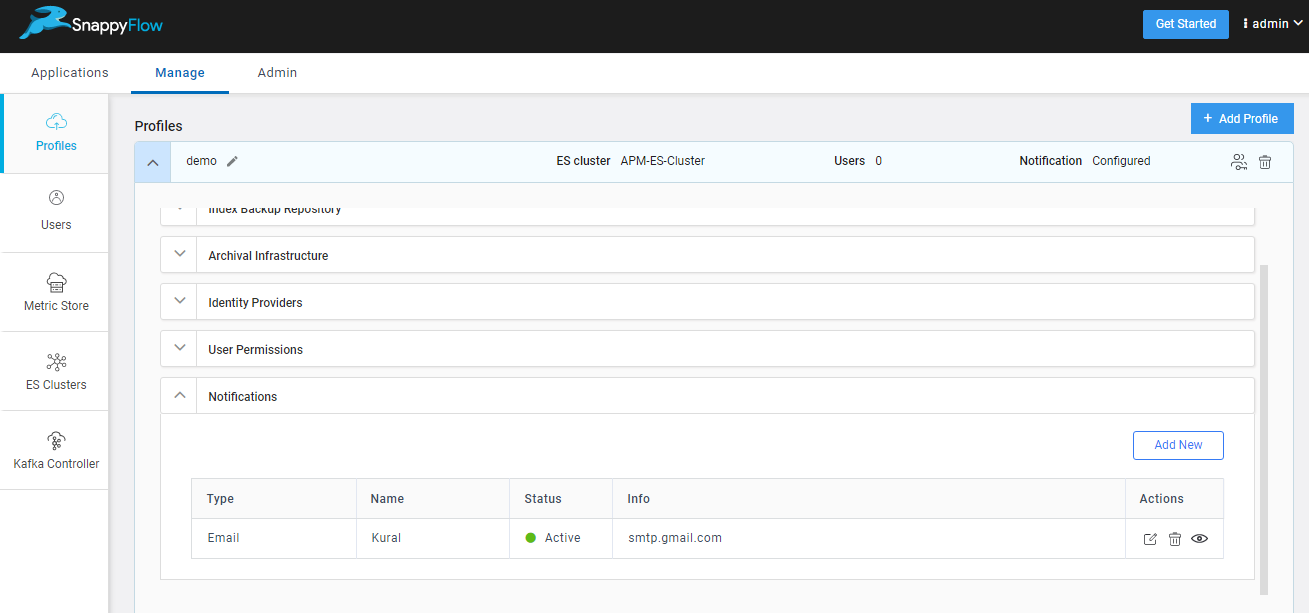 SnappyFlow
Get Started
admin
Applications Manage Admin
Profiles
Users
Metric Store
ES Clusters
Kafka Controller
Profiles
+ Add Profile
demo ES cluster APM-ES-Cluster Users 0 Notification Configured
Index Backup Repository
Archival Infrastructure
Identity Providers
User Permissions
Notifications
Add New
Type Name Status Info Actions
Email Kural Active smtp.gmail.com